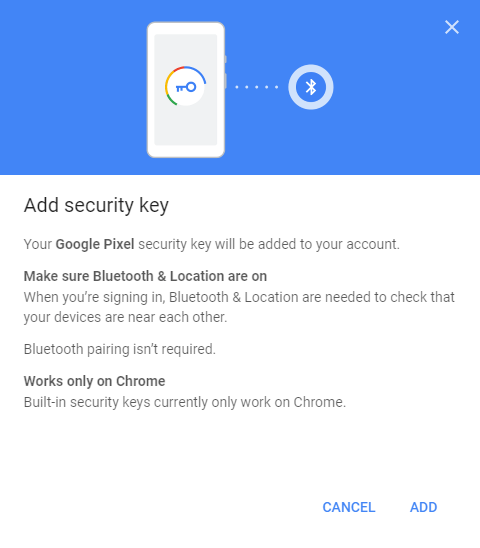 Add security key
Your Google Pixel security key will be added to your account.
Make sure Bluetooth & Location are on
When you’re signing in, Bluetooth & Location are needed to check that
your devices are near each other.
Bluetooth pairing isn’t required.
Works only on Chrome
Built-in security keys currently only work on Chrome.
CANCEL ADD